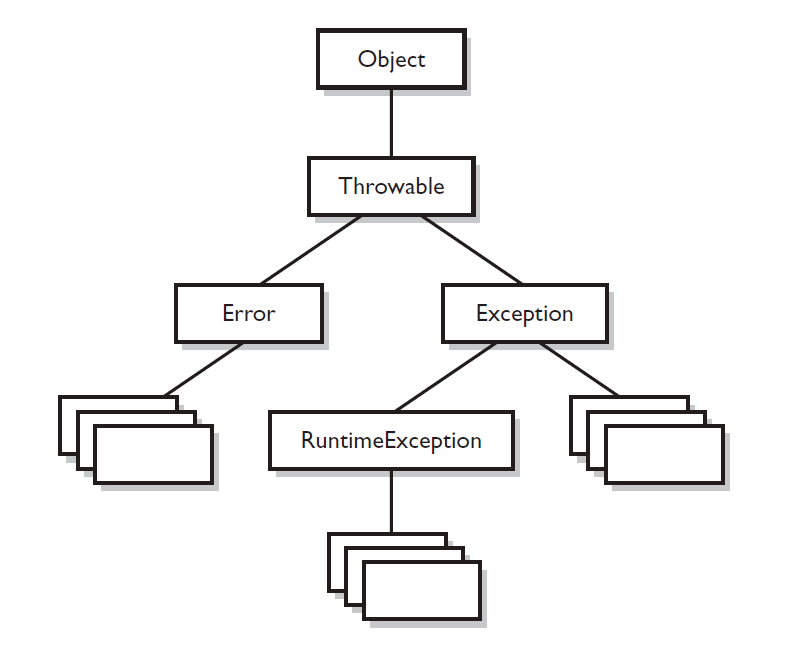 Object
Throwable
Error
Exception
RuntimeException